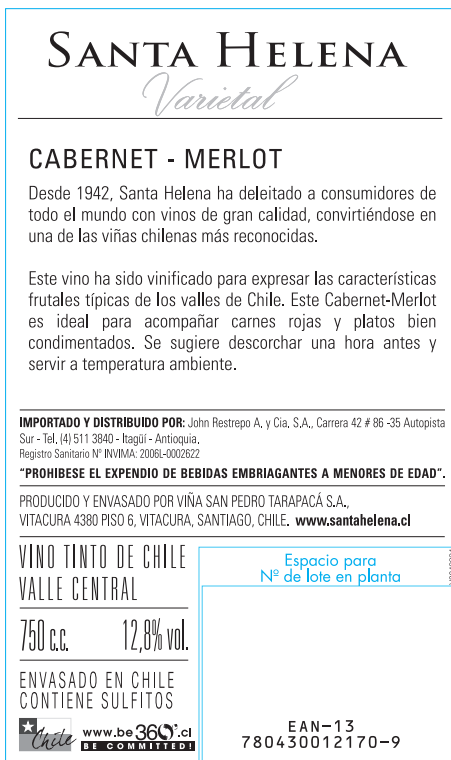 SANTA HELENA
Varietal
CABERNET - MERLOT
Desde 1942, Santa Helena ha deleitado a consumidores de
todo el mundo con vinos de gran calidad, convirtiéndose en
una de las viñas chilenas más reconocidas.
Este vino ha sido vinificado para expresar las características
frutales típicas de los valles de Chile. Este Cabernet-Merlot
es ideal para acompañar carnes rojas y platos bien
condimentados. Se sugiere descorchar una hora antes y
servir a temperatura ambiente.
IMPORTADO Y DISTRIBUIDO POR: John Restrepo A. y Cia. S.A., Carrera 42 # 86 -35 Autopista
Sur - Tel. (4) 511 3840 - Itagüí - Antioquia.
Registro Sanitario N° INVIMA: 2006L-0002622
“PROHIBESE EL EXPENDIO DE BEBIDAS EMBRIAGANTES A MENORES DE EDAD”.
PRODUCIDO Y ENVASADO POR VIÑA SAN PEDRO TARAPACÁ S.A.,
VITACURA 4380 PISO 6, VITACURA, SANTIAGO, CHILE. www.santahelena.cl
VINO TINTO DE CHILE
VALLE CENTRAL
750 c.c. 12,8% vol.
ENVASADO EN CHILE
CONTIENE SULFITOS
Chile www.be360°.cl
BE COMMITTED!
Espacio para
Nº de lote en planta
EAN-13
780430012170-9